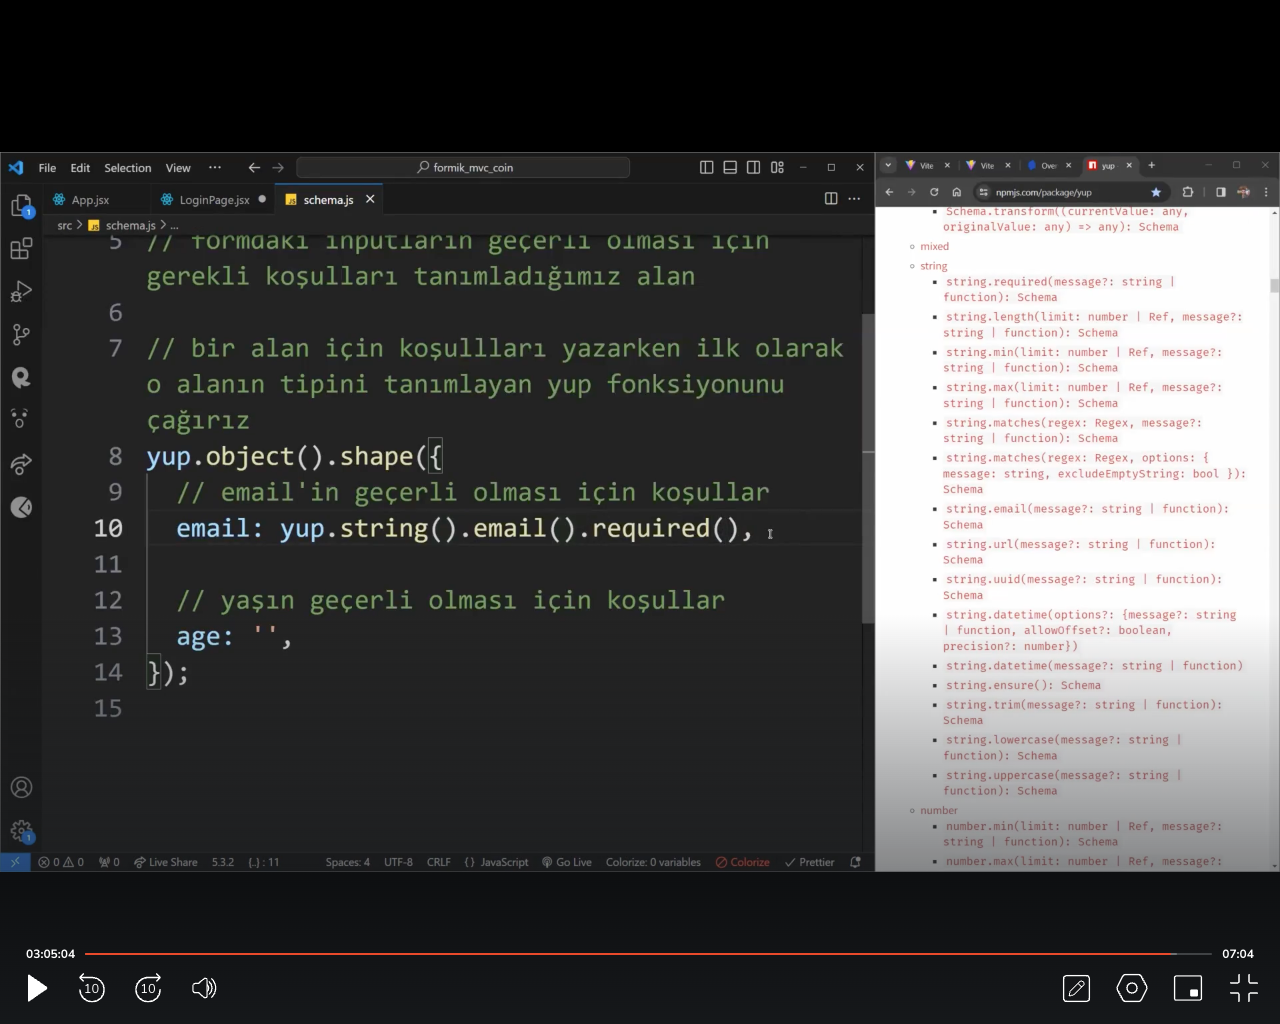 File Edit Selection View ··· formik_mvc_coin
App.jsx LoginPage.jsx schema.js
src > schema.js > ...
5 // formdaki inputların geçerli olması için
gerekli koşulları tanımladığımız alan
6
7 // bir alan için koşullları yazarken ilk olarak
o alanın tipini tanımlayan yup fonksiyonunu
çağırız
8 yup.object().shape({
9 // email'in geçerli olması için koşullar
10 email: yup.string().email().required(),
11
12 // yaşın geçerli olması için koşullar
13 age: '',
14 });
15
1
1
0 0 0 Live Share 5.3.2 {..} : 11 Spaces: 4 UTF-8 CRLF {} JavaScript Go Live Colorize: 0 variables Colorize Prettier
Vite Vite Over yup
npmjs.com/package/yup
Schema.transform((currentValue: any,
originalValue: any) => any): Schema
mixed
string
string.required(message?: string |
function): Schema
string.length(limit: number | Ref, message?:
string | function): Schema
string.min(limit: number | Ref, message?:
string | function): Schema
string.max(limit: number | Ref, message?:
string | function): Schema
string.matches(regex: Regex, message?:
string | function): Schema
string.matches(regex: Regex, options: {
message: string, excludeEmptyString: bool }):
Schema
string.email(message?: string | function):
Schema
string.url(message?: string | function):
Schema
string.uuid(message?: string | function):
Schema
string.datetime(options?: {message?: string
| function, allowOffset?: boolean,
precision?: number})
string.datetime(message?: string | function)
string.ensure(): Schema
string.trim(message?: string | function):
Schema
string.lowercase(message?: string |
function): Schema
string.uppercase(message?: string |
function): Schema
number
number.min(limit: number | Ref, message?:
string | function): Schema
number.max(limit: number | Ref, message?:
03:05:04 07:04
10 10